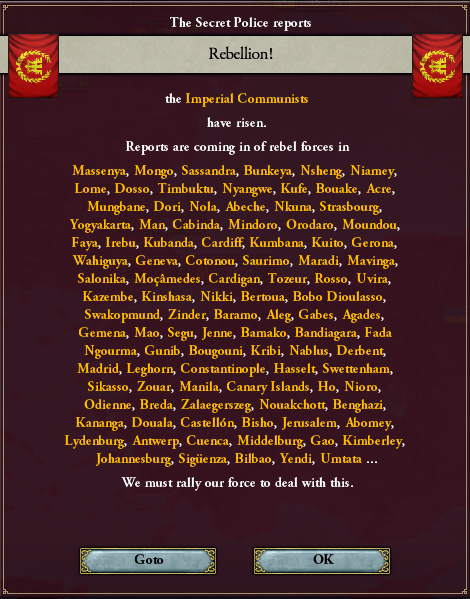 The Secret Police reports
Rebellion!
the Imperial Communists
have risen.
Reports are coming in of rebel forces in
Massenya, Mongo, Sassandra, Bunkeya, Nsheng, Niamey,
Lome, Dosso, Timbuktu, Nyangwe, Kufe, Bouake, Acre,
Mungbane, Dori, Nola, Abeche, Nkuna, Strasbourg,
Yogyakarta, Man, Cabinda, Mindoro, Orodaro, Moundou,
Faya, Irebu, Kubanda, Cardiff, Kumbana, Kuito, Gerona,
Wahiguya, Geneva, Cotonou, Saurimo, Maradi, Mavinga,
Salonika, Moçâmedes, Cardigan, Tozeur, Rosso, Uvira,
Kazembe, Kinshasa, Nikki, Bertoua, Bobo Dioulasso,
Swakopmund, Zinder, Baramo, Aleg, Gabes, Agades,
Gemena, Mao, Segu, Jenne, Bamako, Bandiagara, Fada
Ngourma, Gunib, Bougouni, Kribi, Nablus, Derbent,
Madrid, Leghorn, Constantinople, Hasselt, Swettenham,
Sikasso, Zouar, Manila, Canary Islands, Ho, Nioro,
Odienne, Breda, Zalaegerszeg, Nouakchott, Benghazi,
Kananga, Douala, Castellón, Bisho, Jerusalem, Abomey,
Lydenburg, Antwerp, Cuenca, Middelburg, Gao, Kimberley,
Johannesburg, Sigüenza, Bilbao, Yendi, Umtata ...
We must rally our force to deal with this.
Goto
OK